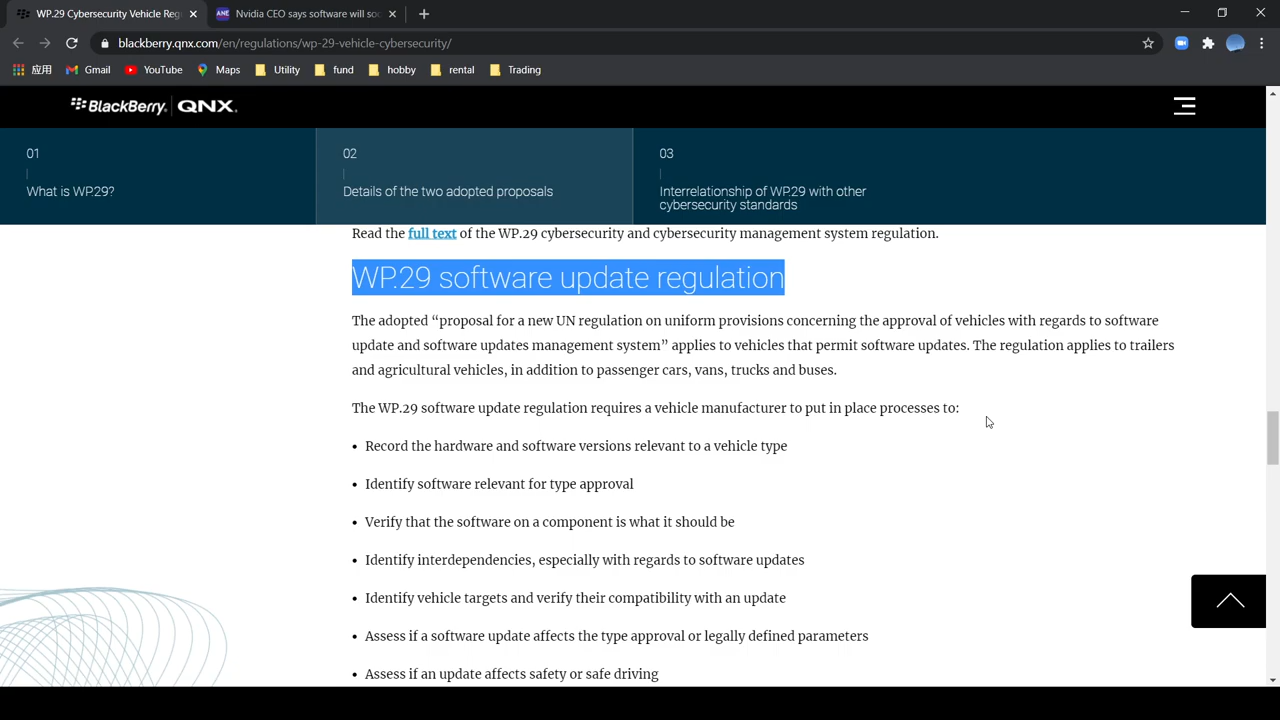 WP.29 Cybersecurity Vehicle Reg
Nvidia CEO says software will so
blackberry.qnx.com/en/regulations/wp-29-vehicle-cybersecurity/
应用 Gmail YouTube Maps Utility fund hobby rental Trading
BlackBerry. QNX.
01
What is WP.29?
02
Details of the two adopted proposals
03
Interrelationship of WP.29 with other
cybersecurity standards
Read the full text of the WP.29 cybersecurity and cybersecurity management system regulation.
WP.29 software update regulation
The adopted “proposal for a new UN regulation on uniform provisions concerning the approval of vehicles with regards to software
update and software updates management system” applies to vehicles that permit software updates. The regulation applies to trailers
and agricultural vehicles, in addition to passenger cars, vans, trucks and buses.
The WP.29 software update regulation requires a vehicle manufacturer to put in place processes to:
• Record the hardware and software versions relevant to a vehicle type
• Identify software relevant for type approval
• Verify that the software on a component is what it should be
• Identify interdependencies, especially with regards to software updates
• Identify vehicle targets and verify their compatibility with an update
• Assess if a software update affects the type approval or legally defined parameters
• Assess if an update affects safety or safe driving